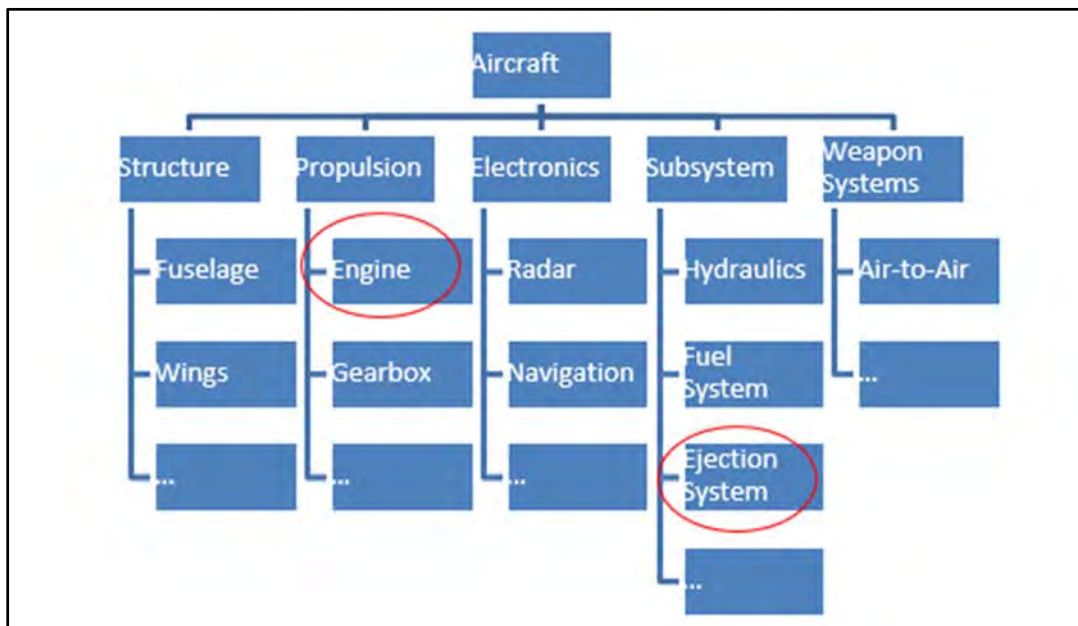 Aircraft
Structure
Propulsion
Electronics
Subsystem
Weapon
Systems
Fuselage
Engine
Radar
Hydraulics
Air-to-Air
Wings
Gearbox
Navigation
Fuel
System
...
...
...
...
Ejection
System
...